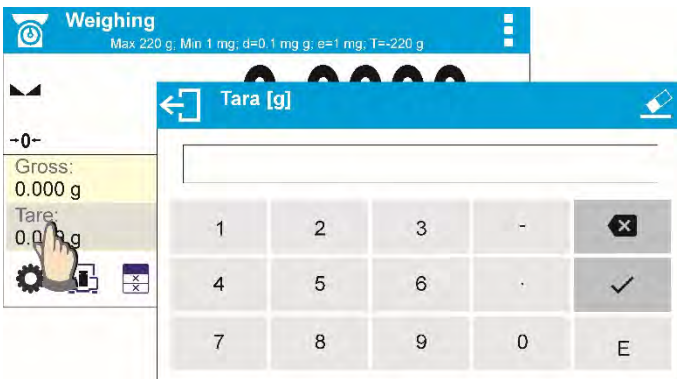 Weighing
Max 220 g; Min 1 mg; d=0.1 mg g; e=1 mg; T=-220 g
→0←
Gross:
0.000 g
Tare:
Tara [g]
1 2 3 -
4 5 6 .
7 8 9 0 E